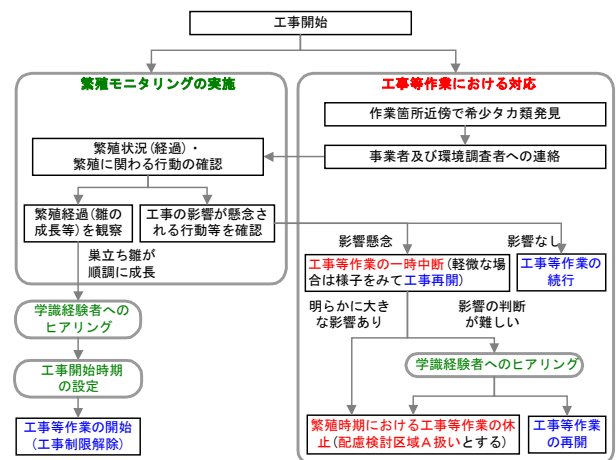 工事開始
繁殖モニタリングの実施
工事等作業における対応
作業箇所近傍で希少タカ類発見
事業者及び環境調査者への連絡
繁殖状況(経過)・
繁殖に関わる行動の確認
繁殖経過(雛の
成長等)を観察
工事の影響が懸念さ
れる行動等を確認
巣立ち雛が
順調に成長
影響懸念
影響なし
工事等作業の一時中断(軽微な場
合は様子をみて工事再開)
工事等作業の
続行
明らかに大き
な影響あり
影響の判断
が難しい
学識経験者への
ヒアリング
学識経験者へのヒアリング
工事開始時期
の設定
工事等作業の開始
(工事制限解除)
繁殖時期における工事等作業の休
止(配慮検討区域A扱いとする)
工事等作業
の再開